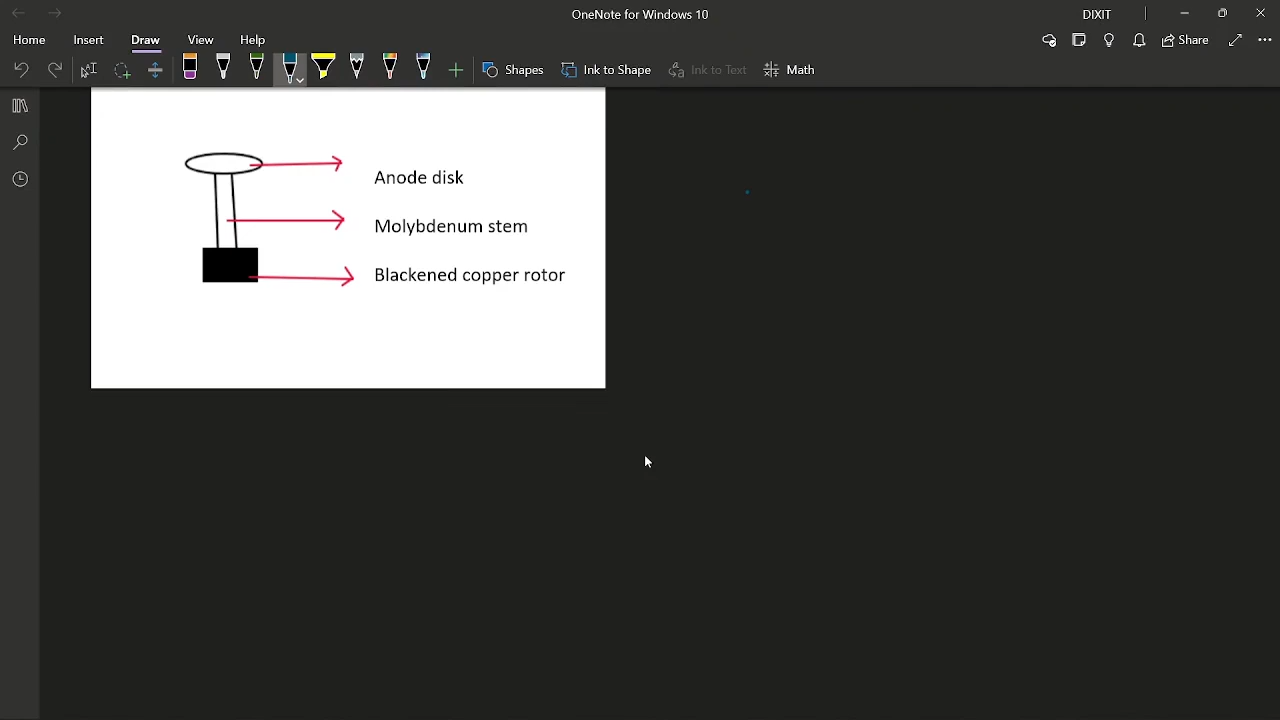 OneNote for Windows 10
DIXIT
Home Insert Draw View Help
Share
Shapes Ink to Shape Ink to Text Math
Anode disk
Molybdenum stem
Blackened copper rotor